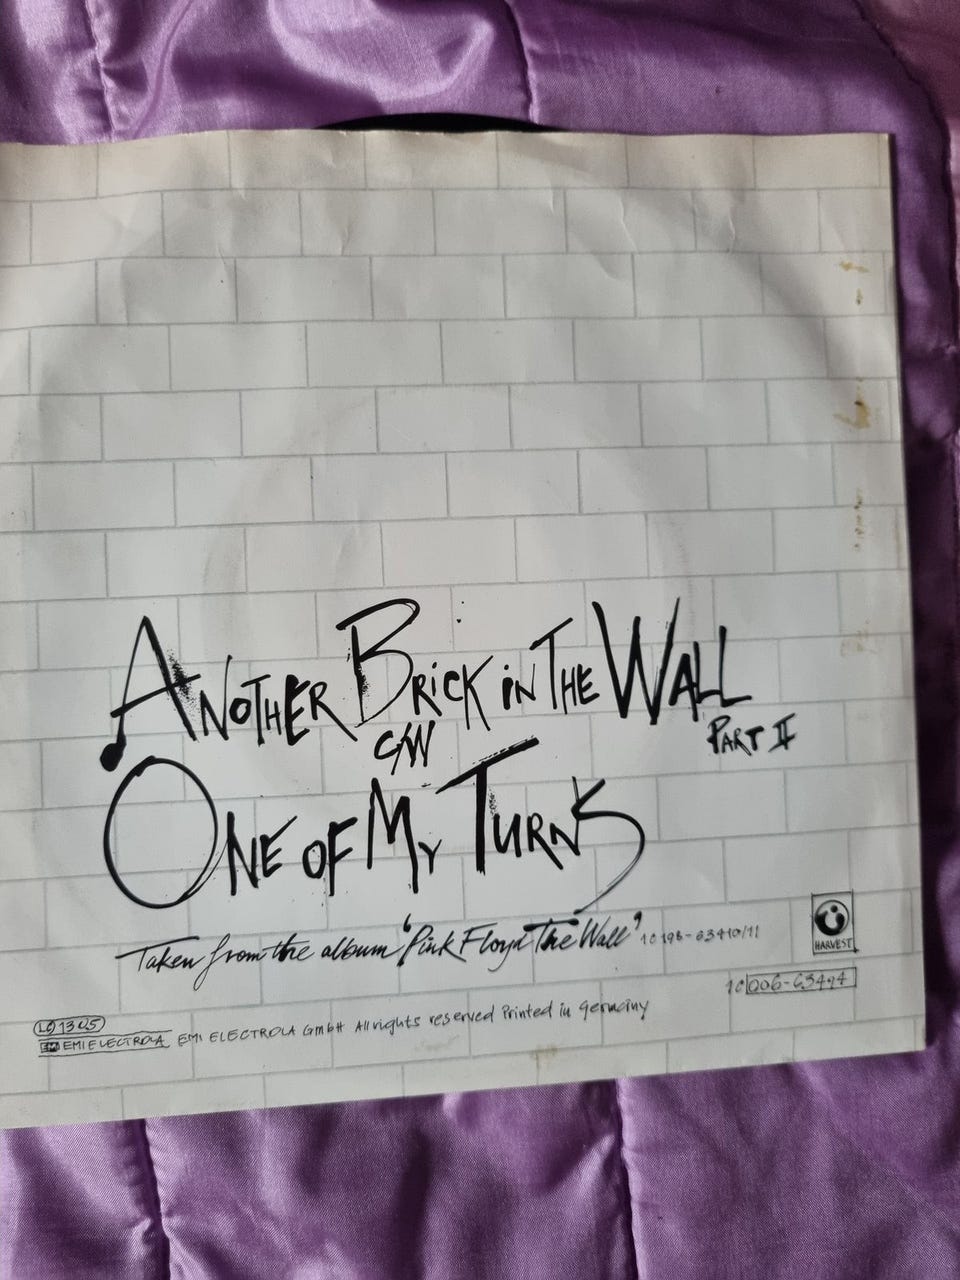 ANOTHER BRICK IN THE WALL
PART II
C/W
ONE OF MY TURNS
Taken from the album 'Pink Floyd The Wall' 1C 198-63410/11
HARVEST
1C 006-63494
LC 1305
EMI EMI ELECTROLA EMI ELECTROLA GmbH All rights reserved Printed in Germany